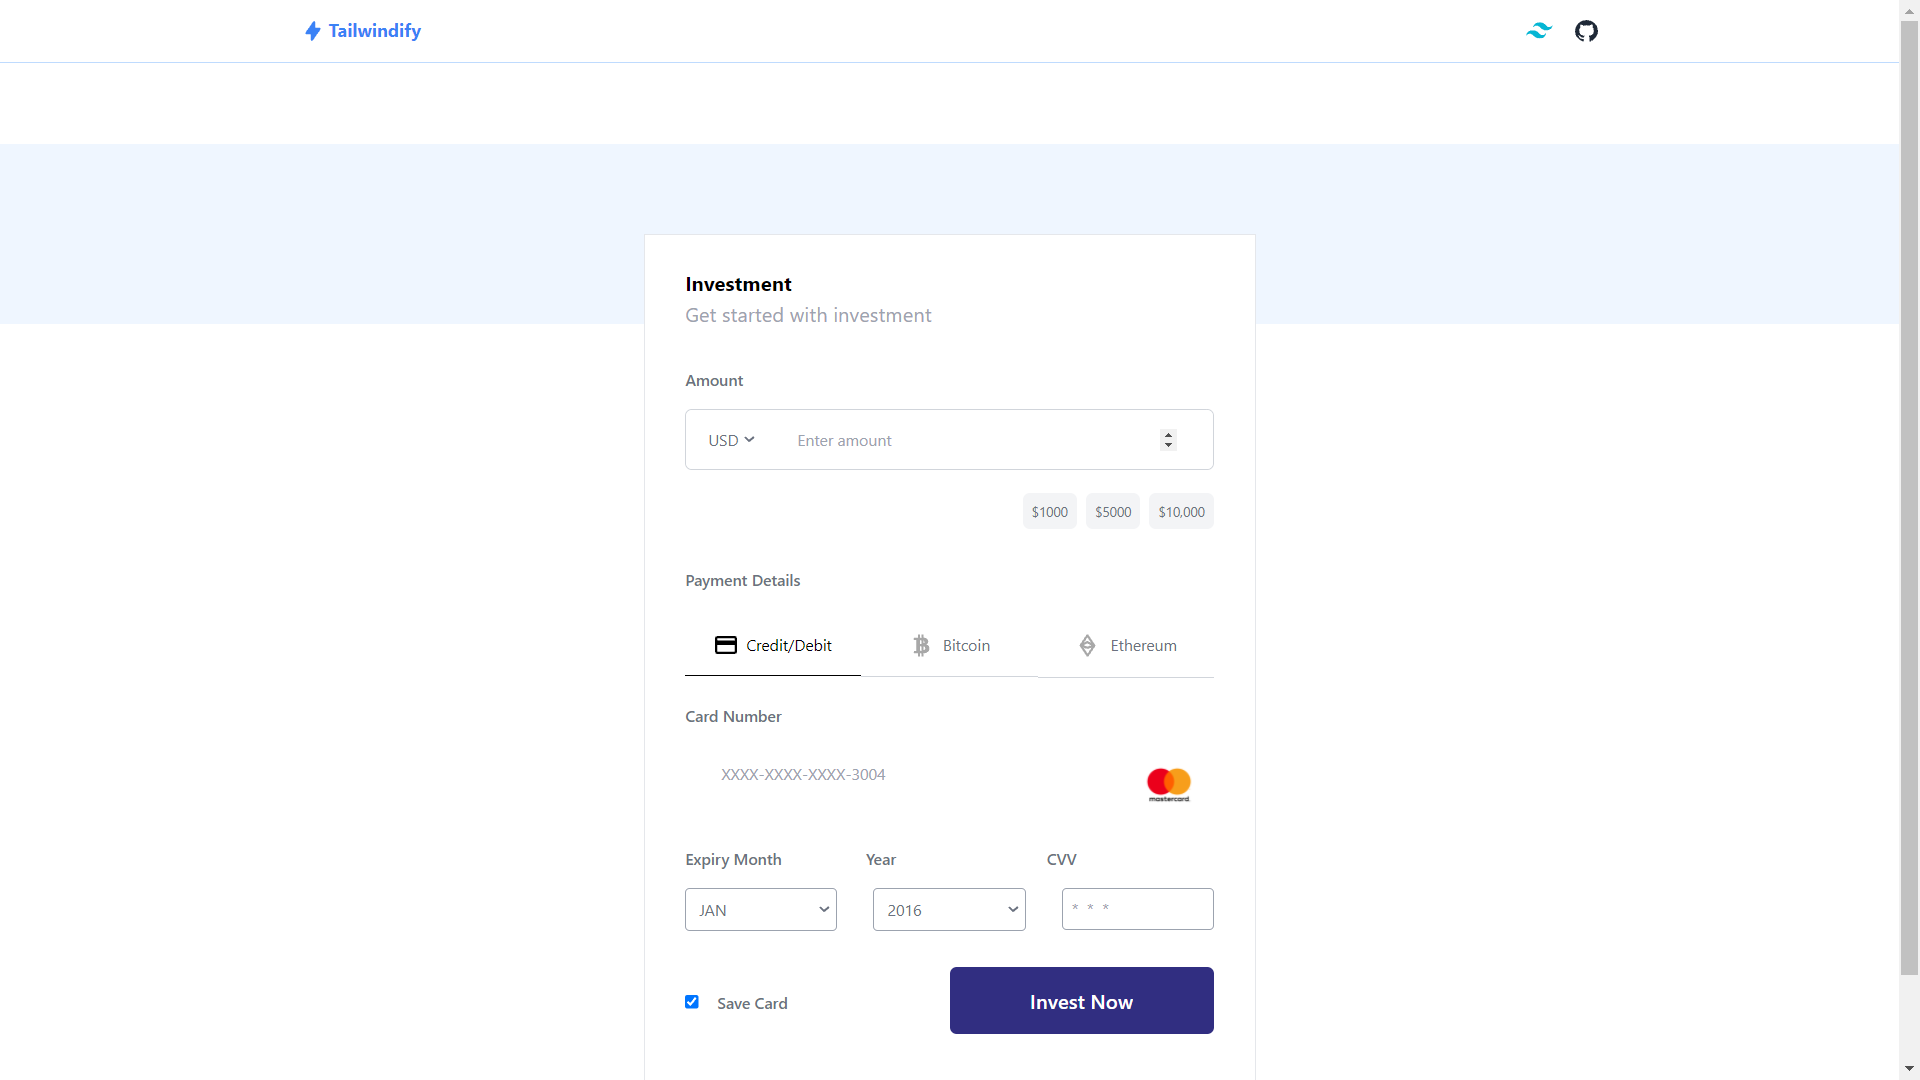 Tailwindify
Investment
Get started with investment
Amount
USD Enter amount
$1000 $5000 $10,000
Payment Details
Credit/Debit Bitcoin Ethereum
Card Number
XXXX-XXXX-XXXX-3004
mastercard
Expiry Month Year CVV
JAN 2016 * * *
Save Card Invest Now